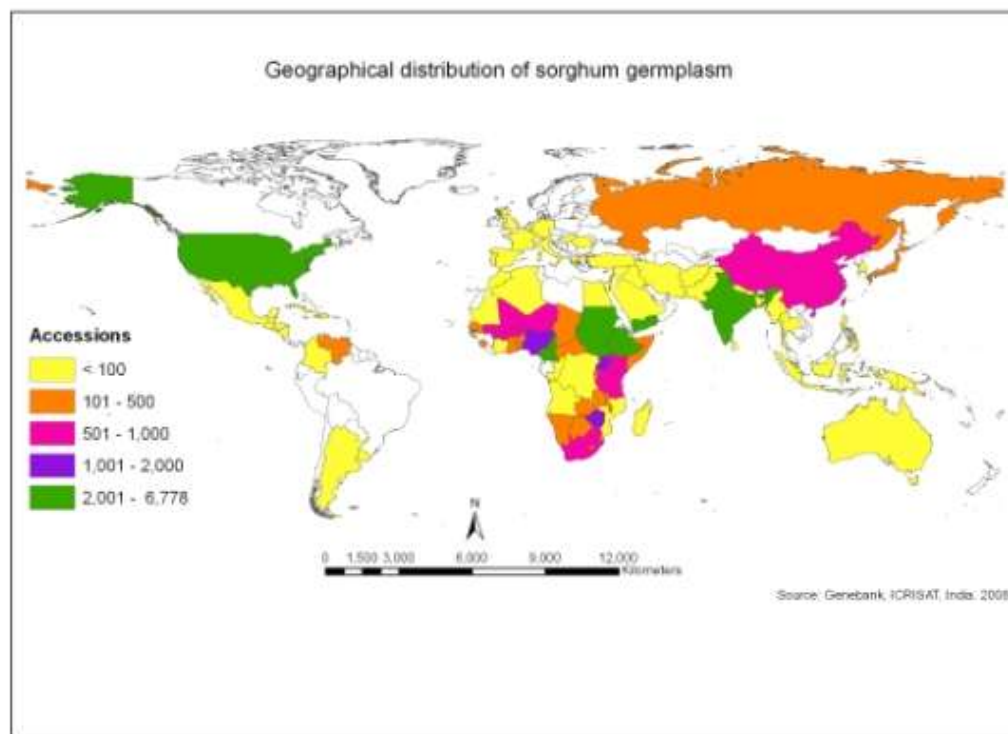 Geographical distribution of sorghum germplasm
Accessions
< 100
101 - 500
501 - 1,000
1,001 - 2,000
2,001 - 6,778
N
0 1,500 3,000 6,000 9,000 12,000
Kilometers
Source: Genebank, ICRISAT, India, 2008